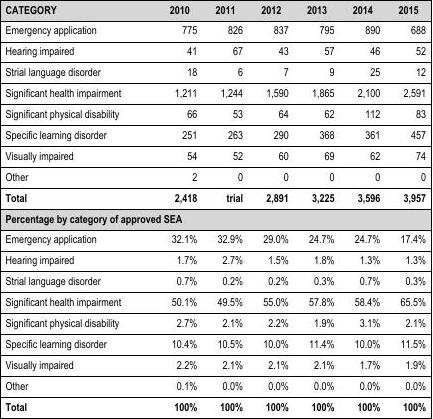 CATEGORY 2010 2011 2012 2013 2014 2015
Emergency application 775 826 837 795 890 688
Hearing impaired 41 67 43 57 46 52
Strial language disorder 18 6 7 9 25 12
Significant health impairment 1,211 1,244 1,590 1,865 2,100 2,591
Significant physical disability 66 53 64 62 112 83
Specific learning disorder 251 263 290 368 361 457
Visually impaired 54 52 60 69 62 74
Other 2 0 0 0 0 0
Total 2,418 trial 2,891 3,225 3,596 3,957
Percentage by category of approved SEA
Emergency application 32.1% 32.9% 29.0% 24.7% 24.7% 17.4%
Hearing impaired 1.7% 2.7% 1.5% 1.8% 1.3% 1.3%
Strial language disorder 0.7% 0.2% 0.2% 0.3% 0.7% 0.3%
Significant health impairment 50.1% 49.5% 55.0% 57.8% 58.4% 65.5%
Significant physical disability 2.7% 2.1% 2.2% 1.9% 3.1% 2.1%
Specific learning disorder 10.4% 10.5% 10.0% 11.4% 10.0% 11.5%
Visually impaired 2.2% 2.1% 2.1% 2.1% 1.7% 1.9%
Other 0.1% 0.0% 0.0% 0.0% 0.0% 0.0%
Total 100% 100% 100% 100% 100% 100%